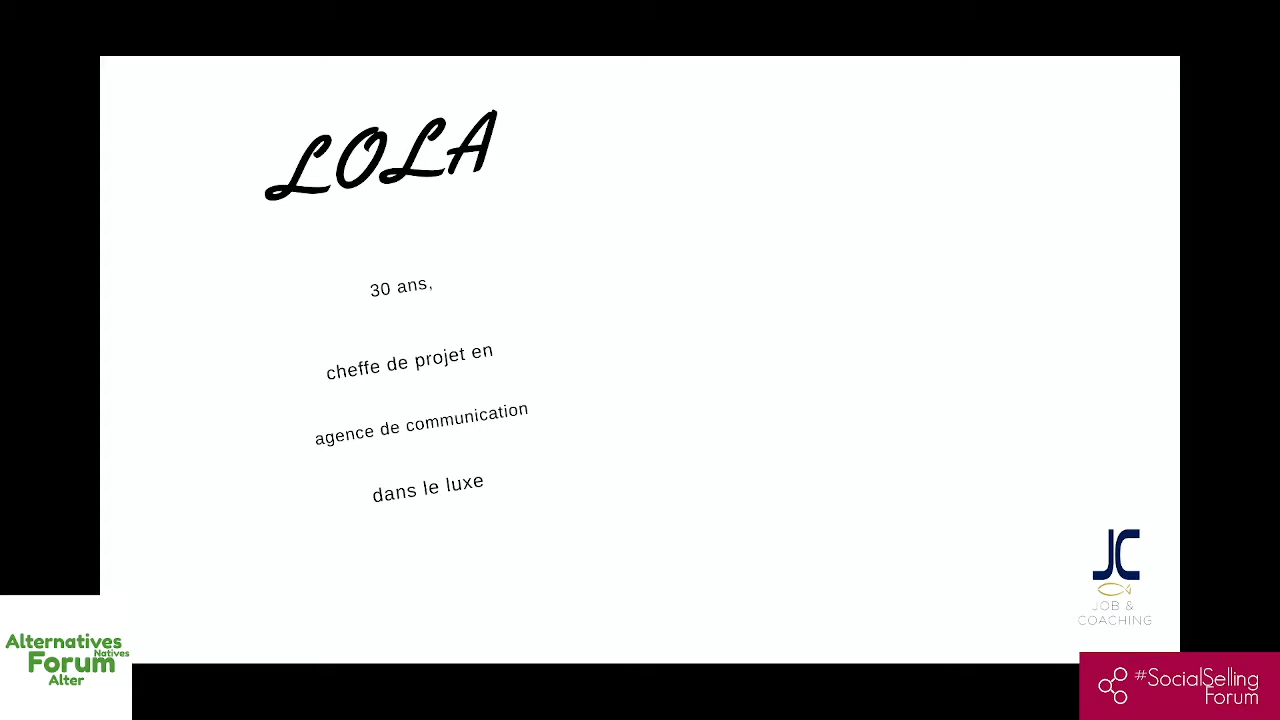 LOLA
30 ans,
cheffe de projet en
agence de communication
dans le luxe
JC
JOB &
COACHING
Alternatives
Natives
Forum
Alter
#SocialSelling
Forum